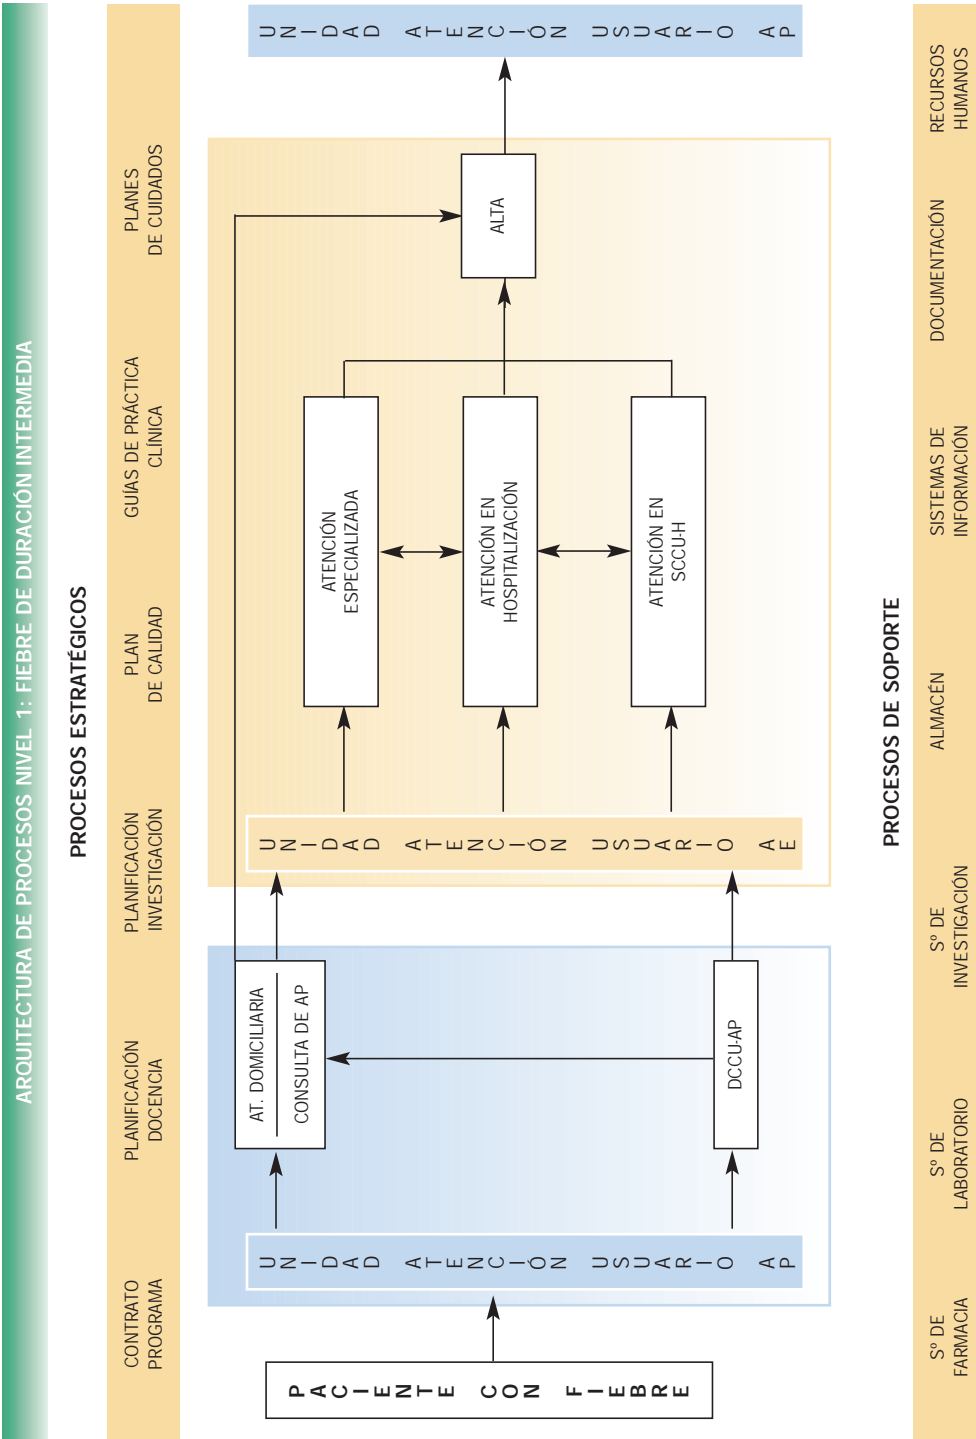 ARQUITECTURA DE PROCESOS NIVEL 1: FIEBRE DE DURACIÓN INTERMEDIA
PROCESOS ESTRATÉGICOS
CONTRATO
PROGRAMA
PLANIFICACIÓN
DOCENCIA
PLANIFICACIÓN
INVESTIGACIÓN
PLAN
DE CALIDAD
GUÍAS DE PRÁCTICA
CLÍNICA
PLANES
DE CUIDADOS
PACIENTE CON FIEBRE
UNIDAD ATENCIÓN USUARIO AP
AT. DOMICILIARIA
CONSULTA DE AP
DCCU-AP
UNIDAD ATENCIÓN USUARIO AE
ATENCIÓN
ESPECIALIZADA
ATENCIÓN EN
HOSPITALIZACIÓN
ATENCIÓN EN
SCCU-H
ALTA
UNIDAD ATENCIÓN USUARIO AP
PROCESOS DE SOPORTE
Sº DE
FARMACIA
Sº DE
LABORATORIO
Sº DE
INVESTIGACIÓN
ALMACÉN
SISTEMAS DE
INFORMACIÓN
DOCUMENTACIÓN
RECURSOS
HUMANOS